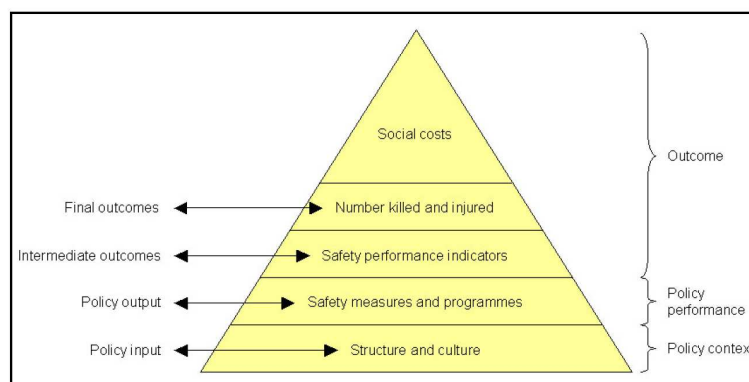 Social costs
Outcome
Final outcomes
Number killed and injured
Intermediate outcomes
Safety performance indicators
Policy output
Safety measures and programmes
Policy
performance
Policy input
Structure and culture
Policy contex